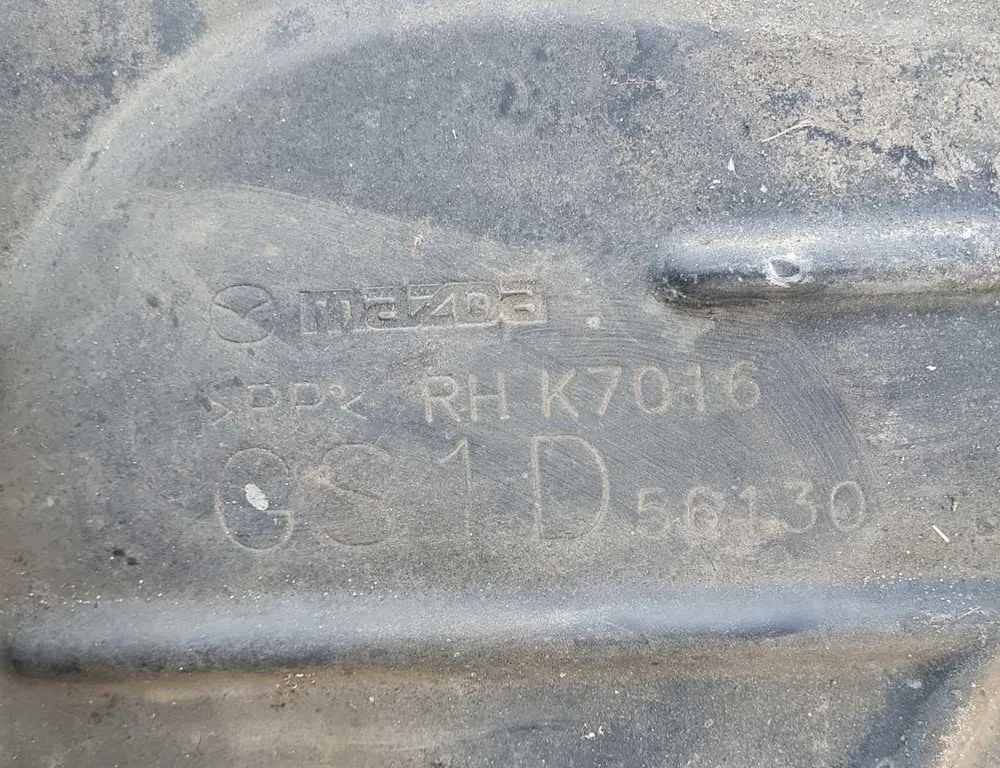 mazda
>PP< RH K7016
GS1D 56130